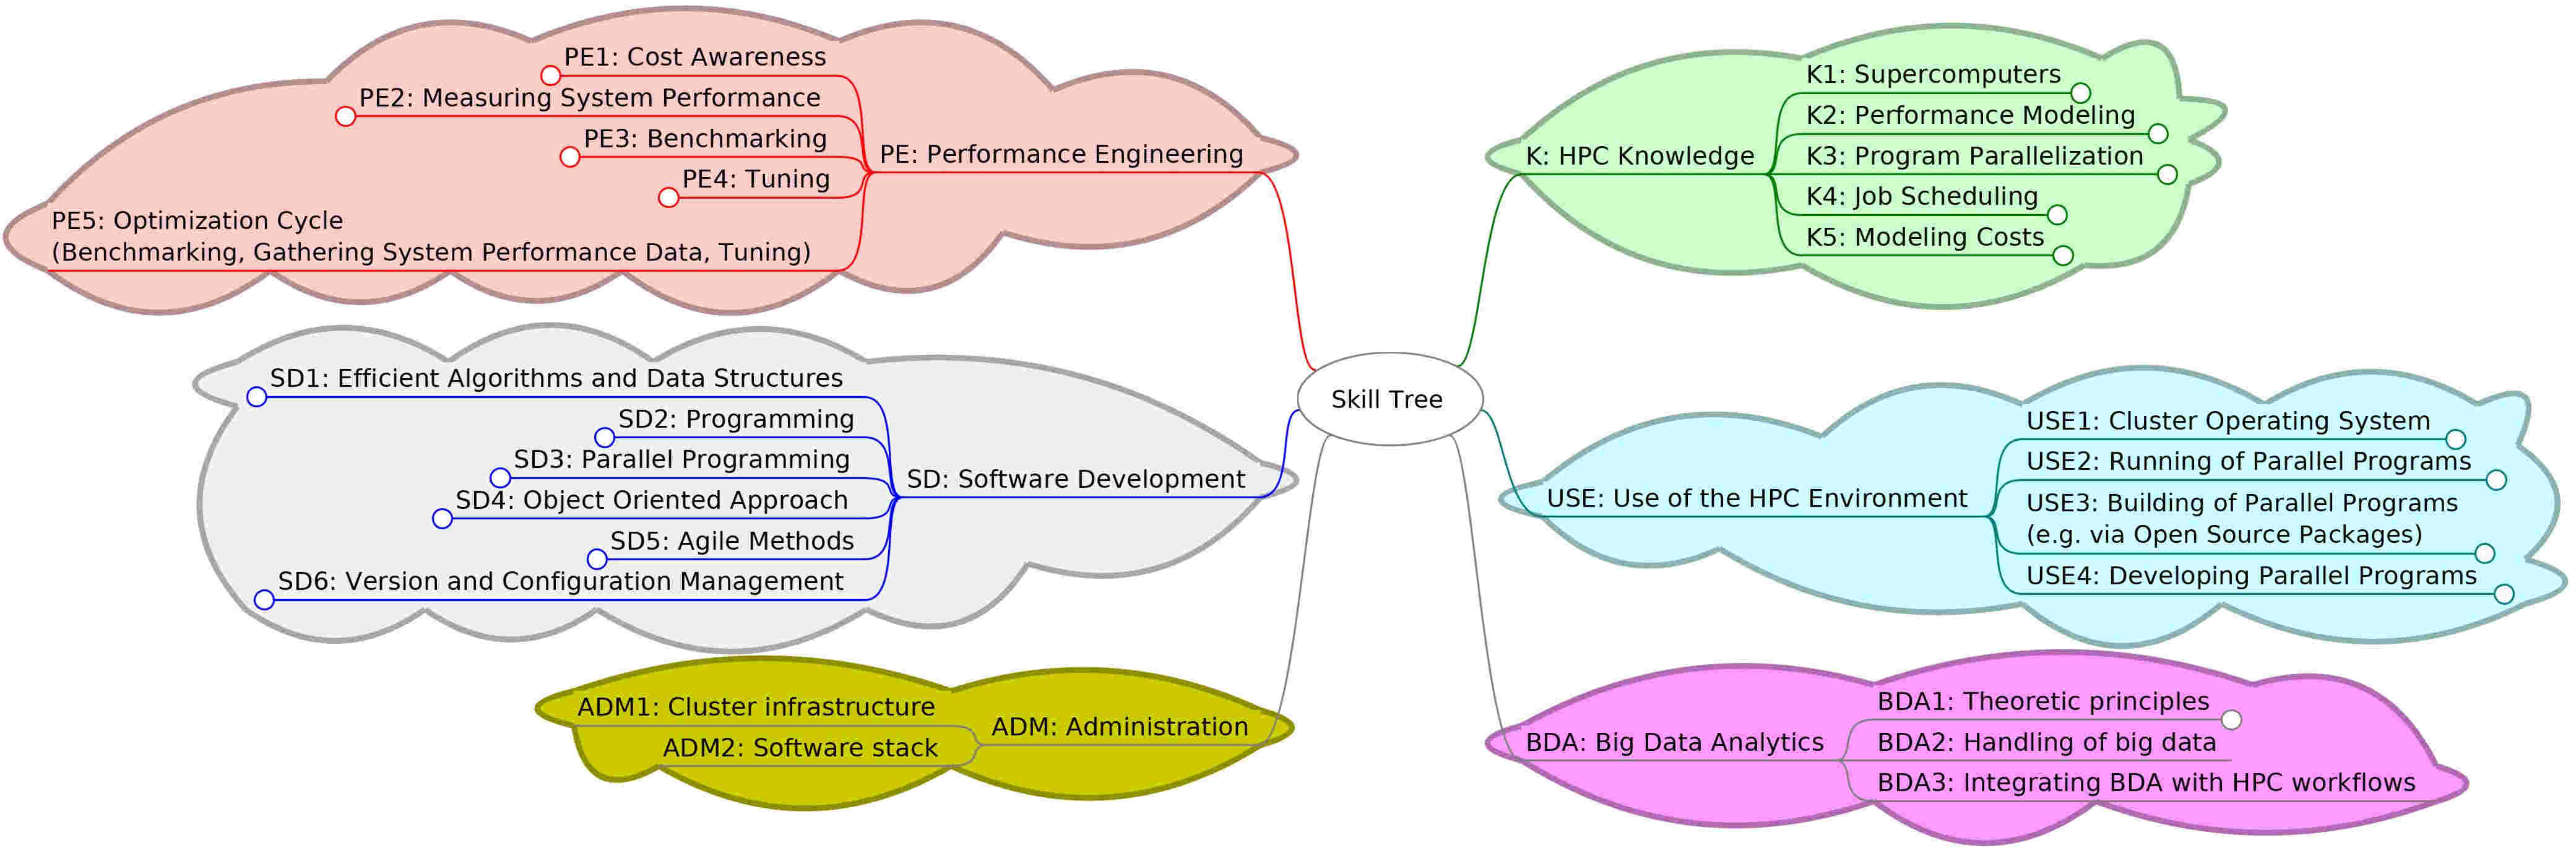 PE1: Cost Awareness
PE2: Measuring System Performance
PE3: Benchmarking
PE4: Tuning
PE5: Optimization Cycle
(Benchmarking, Gathering System Performance Data, Tuning)
PE: Performance Engineering
SD1: Efficient Algorithms and Data Structures
SD2: Programming
SD3: Parallel Programming
SD4: Object Oriented Approach
SD5: Agile Methods
SD6: Version and Configuration Management
SD: Software Development
ADM1: Cluster infrastructure
ADM2: Software stack
ADM: Administration
Skill Tree
K: HPC Knowledge
K1: Supercomputers
K2: Performance Modeling
K3: Program Parallelization
K4: Job Scheduling
K5: Modeling Costs
USE: Use of the HPC Environment
USE1: Cluster Operating System
USE2: Running of Parallel Programs
USE3: Building of Parallel Programs
(e.g. via Open Source Packages)
USE4: Developing Parallel Programs
BDA: Big Data Analytics
BDA1: Theoretic principles
BDA2: Handling of big data
BDA3: Integrating BDA with HPC workflows